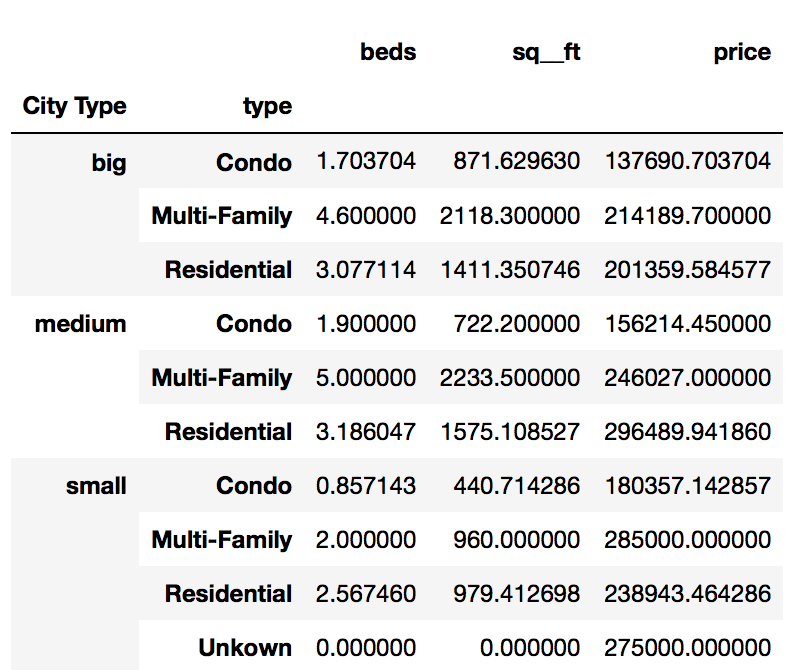 beds sq__ft price
City Type type
big Condo 1.703704 871.629630 137690.703704
Multi-Family 4.600000 2118.300000 214189.700000
Residential 3.077114 1411.350746 201359.584577
medium Condo 1.900000 722.200000 156214.450000
Multi-Family 5.000000 2233.500000 246027.000000
Residential 3.186047 1575.108527 296489.941860
small Condo 0.857143 440.714286 180357.142857
Multi-Family 2.000000 960.000000 285000.000000
Residential 2.567460 979.412698 238943.464286
Unkown 0.000000 0.000000 275000.000000